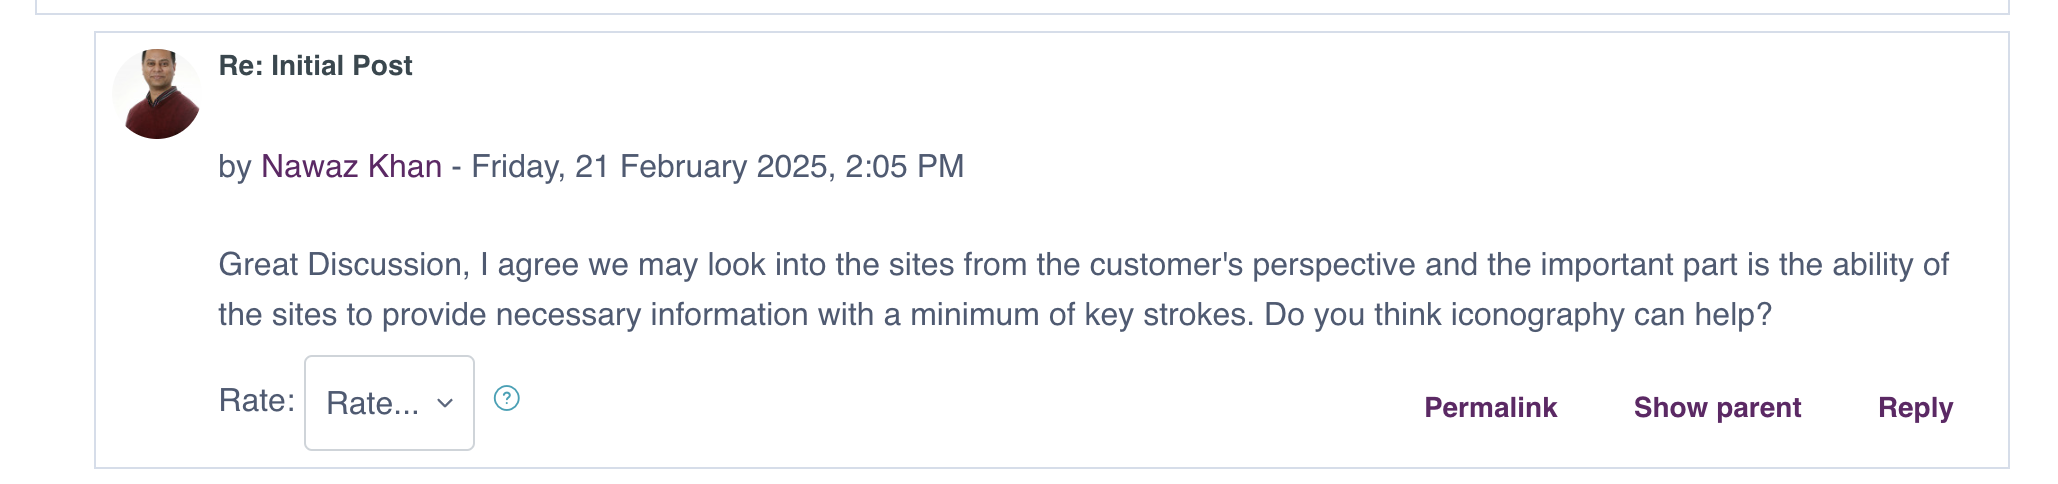 Re: Initial Post
by Nawaz Khan - Friday, 21 February 2025, 2:05 PM
Great Discussion, I agree we may look into the sites from the customer's perspective and the important part is the ability of
the sites to provide necessary information with a minimum of key strokes. Do you think iconography can help?
Rate: Rate... ?
Permalink Show parent Reply